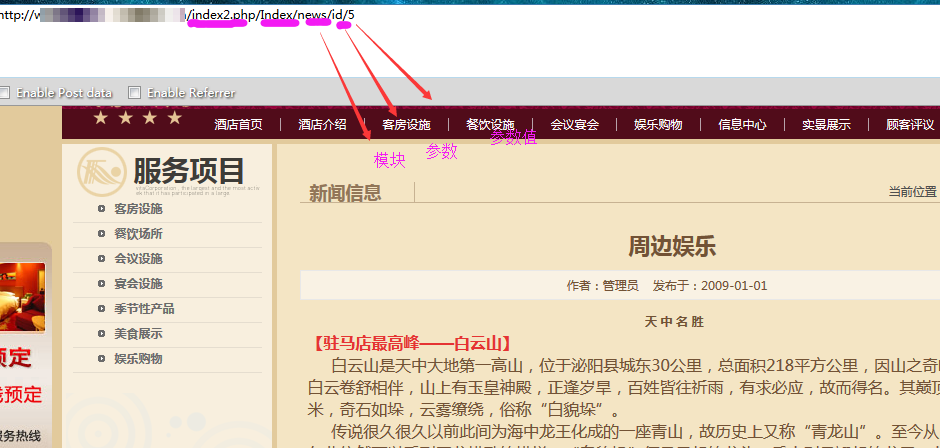 http://w /index2.php/Index/news/id/5
Enable Post data Enable Referrer
酒店首页 酒店介绍 客房设施 餐饮设施 会议宴会 娱乐购物 信息中心 实景展示 顾客评议
模块 参数 参数值
服务项目
客房设施
餐饮场所
会议设施
宴会设施
季节性产品
美食展示
娱乐购物
预定
预定
服务热线
新闻信息 当前位置
周边娱乐
作者：管理员 发布于：2009-01-01
天中名胜
【驻马店最高峰——白云山】
白云山是天中大地第一高山，位于泌阳县城东30公里，总面积218平方公里，因山之奇
白云卷舒相伴，山上有玉皇神殿，正逢岁旱，百姓皆往祈雨，有求必应，故而得名。其巅顶
米，奇石如垛，云雾缭绕，俗称“白貌垛”。
传说很久很久以前此间为海中龙王化成的一座青山，故历史上又称“青龙山”。至今从